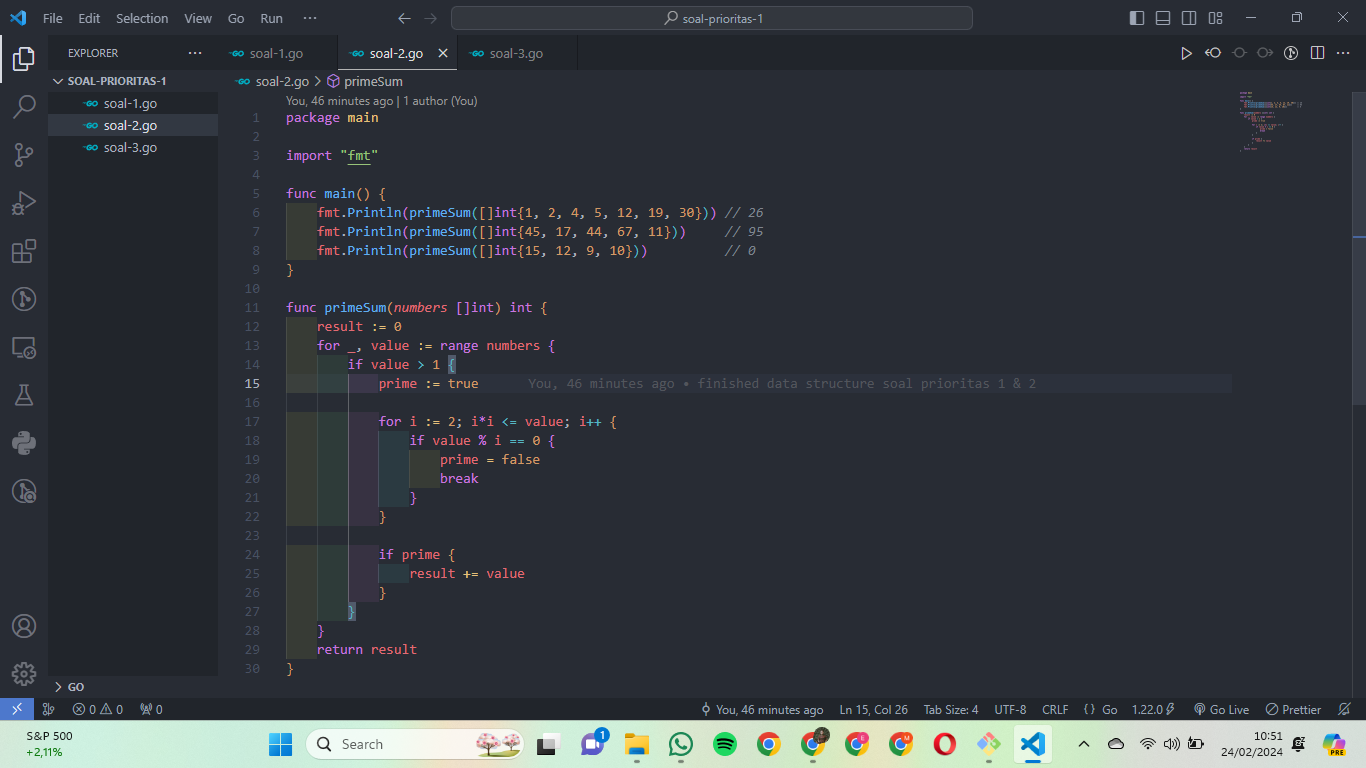 File Edit Selection View Go Run ··· soal-prioritas-1
EXPLORER ··· soal-1.go soal-2.go soal-3.go
SOAL-PRIORITAS-1
soal-1.go
soal-2.go
soal-3.go
GO
soal-2.go > primeSum
You, 46 minutes ago | 1 author (You)
1 package main
2
3 import "fmt"
4
5 func main() {
6 fmt.Println(primeSum([]int{1, 2, 4, 5, 12, 19, 30})) // 26
7 fmt.Println(primeSum([]int{45, 17, 44, 67, 11})) // 95
8 fmt.Println(primeSum([]int{15, 12, 9, 10})) // 0
9 }
10
11 func primeSum(numbers []int) int {
12 result := 0
13 for _, value := range numbers {
14 if value > 1 {
15 prime := true You, 46 minutes ago • finished data structure soal prioritas 1 & 2
16
17 for i := 2; i*i <= value; i++ {
18 if value % i == 0 {
19 prime = false
20 break
21 }
22 }
23
24 if prime {
25 result += value
26 }
27 }
28 }
29 return result
30 }
0 0 0 You, 46 minutes ago Ln 15, Col 26 Tab Size: 4 UTF-8 CRLF {} Go 1.22.0 Go Live Prettier
S&P 500
+2,11%
Search
1
E
M
PRE
10:51
24/02/2024